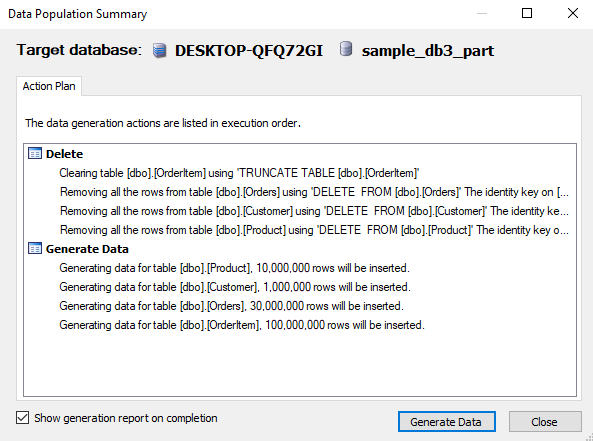 Data Population Summary
Target database: DESKTOP-QFQ72GI sample_db3_part
Action Plan
The data generation actions are listed in execution order.
Delete
Clearing table [dbo].[OrderItem] using 'TRUNCATE TABLE [dbo].[OrderItem]'
Removing all the rows from table [dbo].[Orders] using 'DELETE FROM [dbo].[Orders]' The identity key on [...
Removing all the rows from table [dbo].[Customer] using 'DELETE FROM [dbo].[Customer]' The identity ke...
Removing all the rows from table [dbo].[Product] using 'DELETE FROM [dbo].[Product]' The identity key o...
Generate Data
Generating data for table [dbo].[Product], 10,000,000 rows will be inserted.
Generating data for table [dbo].[Customer], 1,000,000 rows will be inserted.
Generating data for table [dbo].[Orders], 30,000,000 rows will be inserted.
Generating data for table [dbo].[OrderItem], 100,000,000 rows will be inserted.
Show generation report on completion
Generate Data
Close